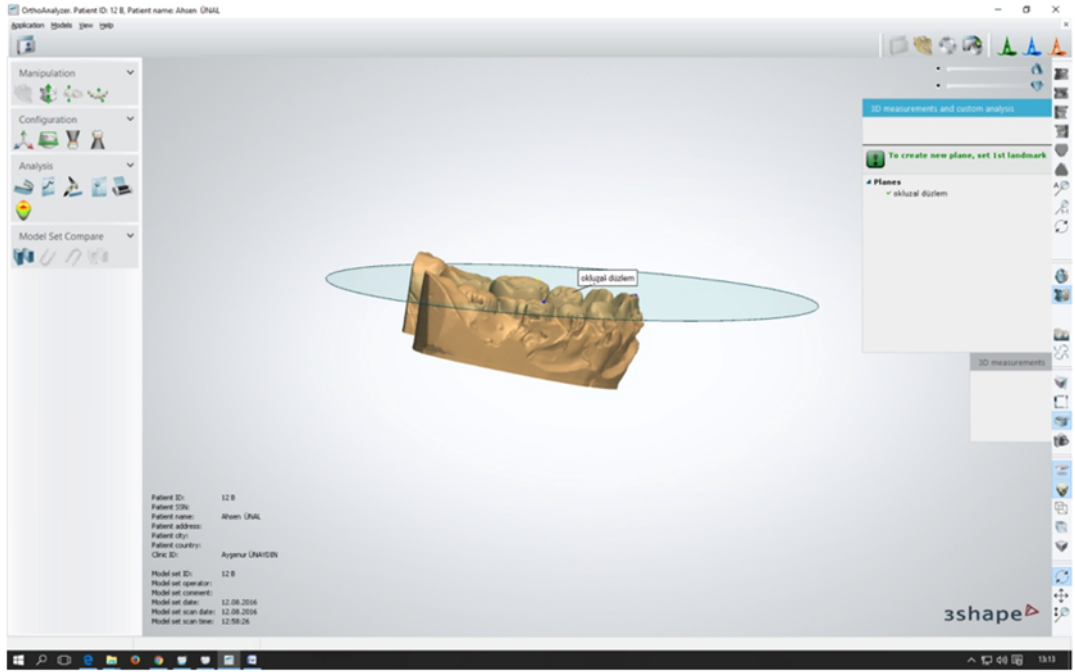 OrthoAnalyzer. Patient ID: 12 B, Patient name: Ahsen ÜNAL
Application Models View Help
Manipulation
Configuration
Analysis
Model Set Compare
3D measurements and custom analysis
To create new plane, set 1st landmark
Planes
okluzal düzlem
okluzal düzlem
3D measurements
Patient ID: 12 B
Patient SSN:
Patient name: Ahsen ÜNAL
Patient address:
Patient city:
Patient country:
Clinic ID: Aygenur ÜNAYDIN
Model set ID: 12 B
Model set operator:
Model set comment:
Model set date: 12.08.2016
Model set scan date: 12.08.2016
Model set scan time: 12:58:26
3shape
13:13